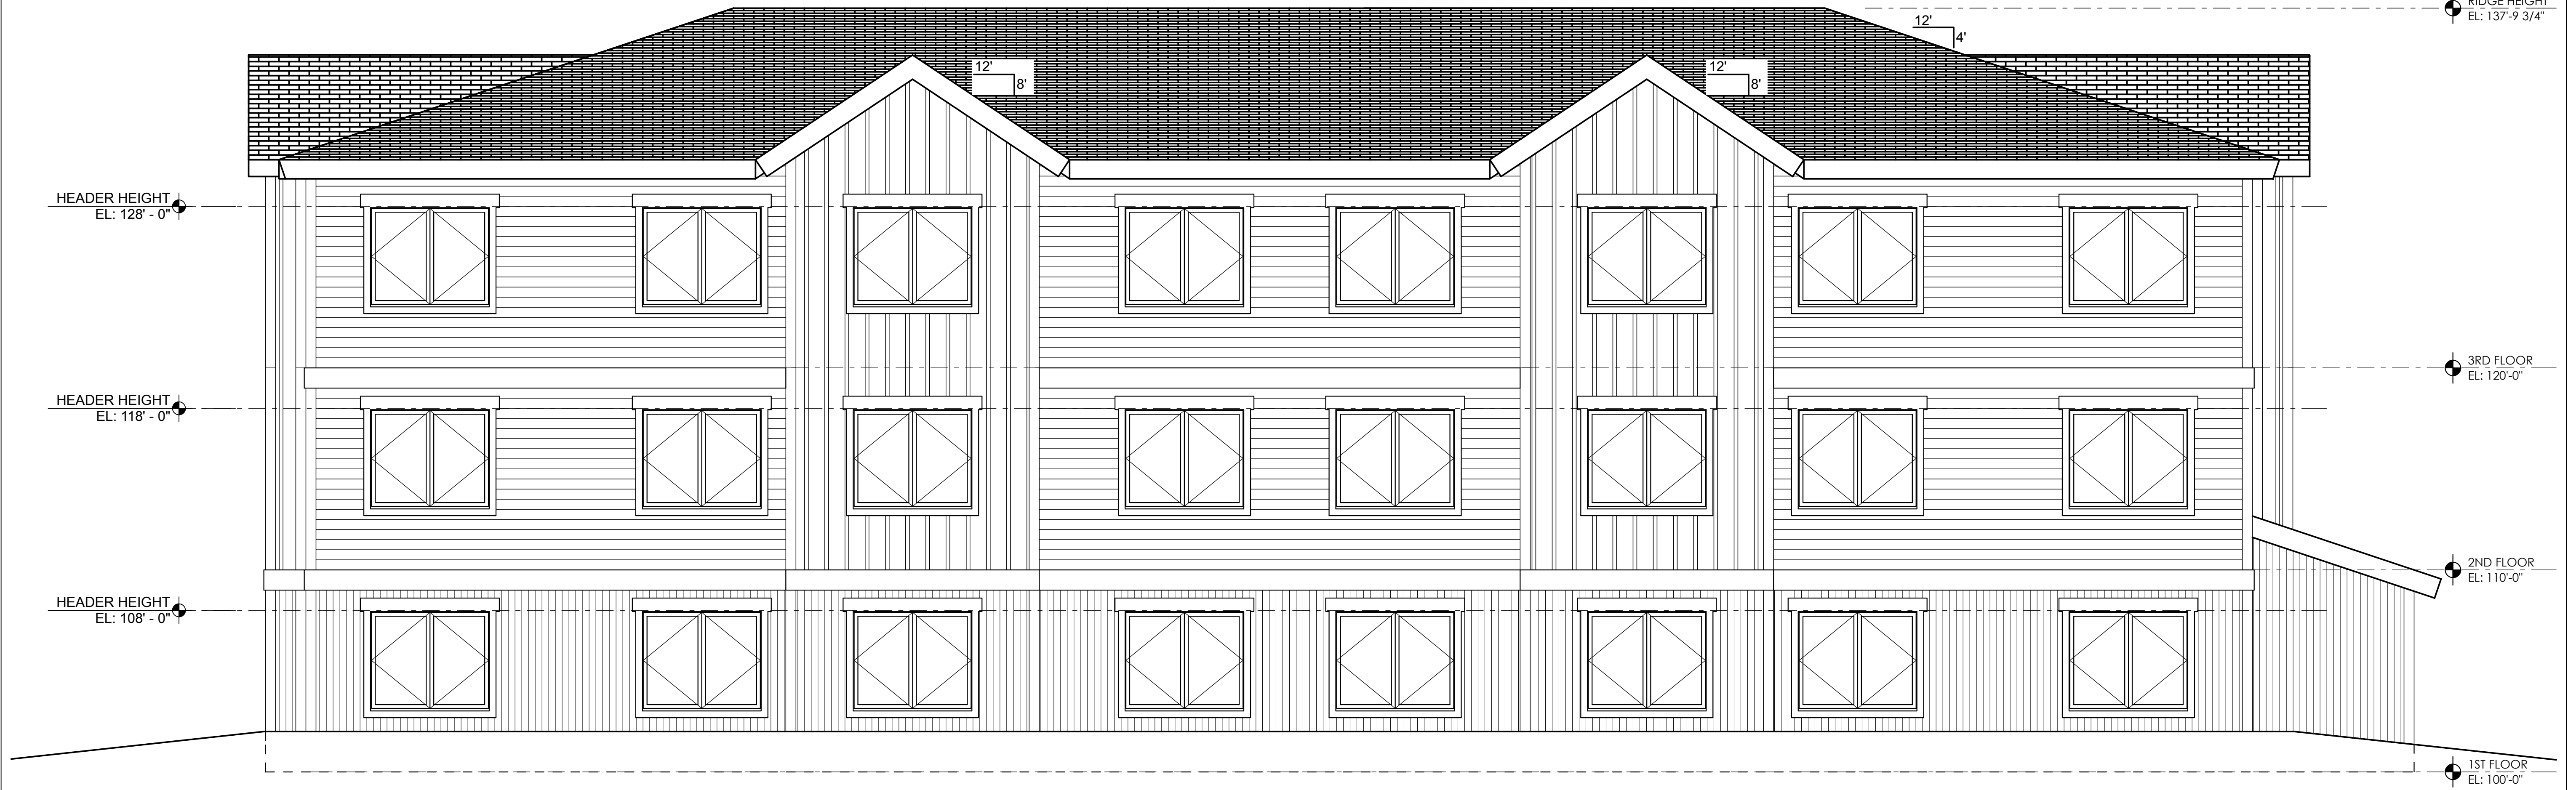 RIDGE HEIGHT
EL: 137'-9 3/4"
12'
4'
12'
8'
12'
8'
HEADER HEIGHT
EL: 128' - 0"
3RD FLOOR
EL: 120'-0"
HEADER HEIGHT
EL: 118' - 0"
2ND FLOOR
EL: 110'-0"
HEADER HEIGHT
EL: 108' - 0"
1ST FLOOR
EL: 100'-0"